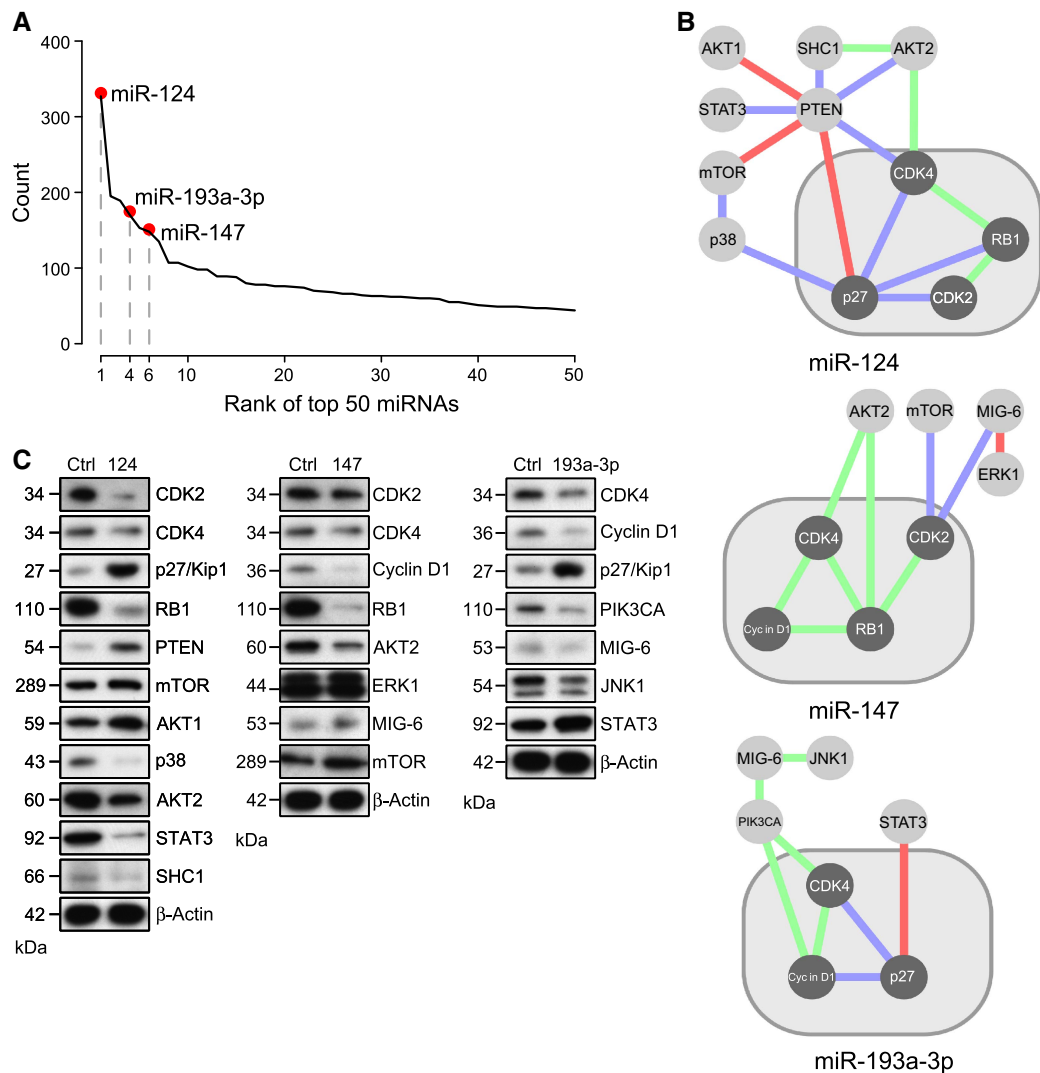 A
400
300
200
100
0
Count
miR-124
miR-193a-3p
miR-147
1 4 6 10 20 30 40 50
Rank of top 50 miRNAs
B
AKT1 SHC1 AKT2
STAT3 PTEN
mTOR CDK4
p38 RB1
p27 CDK2
miR-124
AKT2 mTOR MIG-6
ERK1
CDK4 CDK2
Cyc in D1 RB1
miR-147
MIG-6 JNK1
PIK3CA STAT3
CDK4
Cyc in D1 p27
miR-193a-3p
C
Ctrl 124
34 CDK2
34 CDK4
27 p27/Kip1
110 RB1
54 PTEN
289 mTOR
59 AKT1
43 p38
60 AKT2
92 STAT3
66 SHC1
42 β-Actin
kDa
Ctrl 147
34 CDK2
34 CDK4
36 Cyclin D1
110 RB1
60 AKT2
44 ERK1
53 MIG-6
289 mTOR
42 β-Actin
kDa
Ctrl 193a-3p
34 CDK4
36 Cyclin D1
27 p27/Kip1
110 PIK3CA
53 MIG-6
54 JNK1
92 STAT3
42 β-Actin
kDa